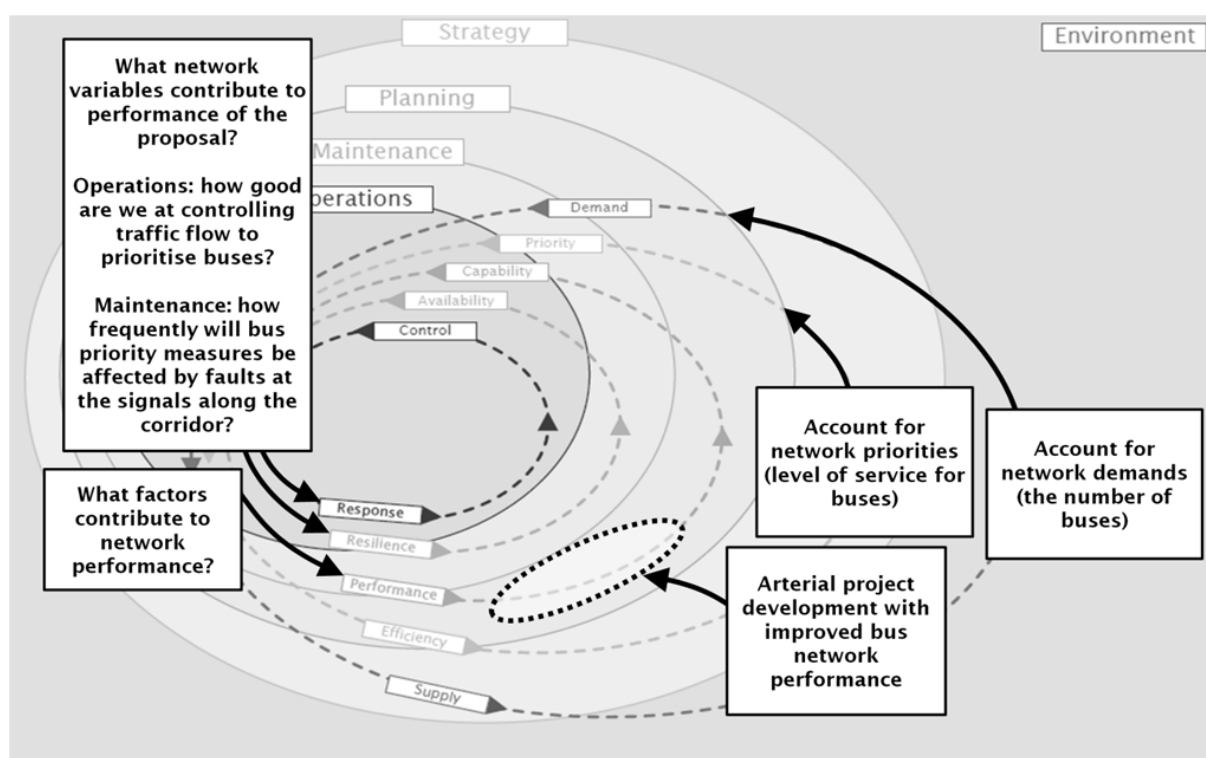 Strategy
Environment
Planning
Maintenance
perations
What network
variables contribute to
performance of the
proposal?
Operations: how good
are we at controlling
traffic flow to
prioritise buses?
Maintenance: how
frequently will bus
priority measures be
affected by faults at
the signals along the
corridor?
Demand
Priority
Capability
Availability
Control
Account for
network priorities
(level of service for
buses)
Account for
network demands
(the number of
buses)
What factors
contribute to
network
performance?
Response
Resilience
Performance
Efficiency
Supply
Arterial project
development with
improved bus
network
performance